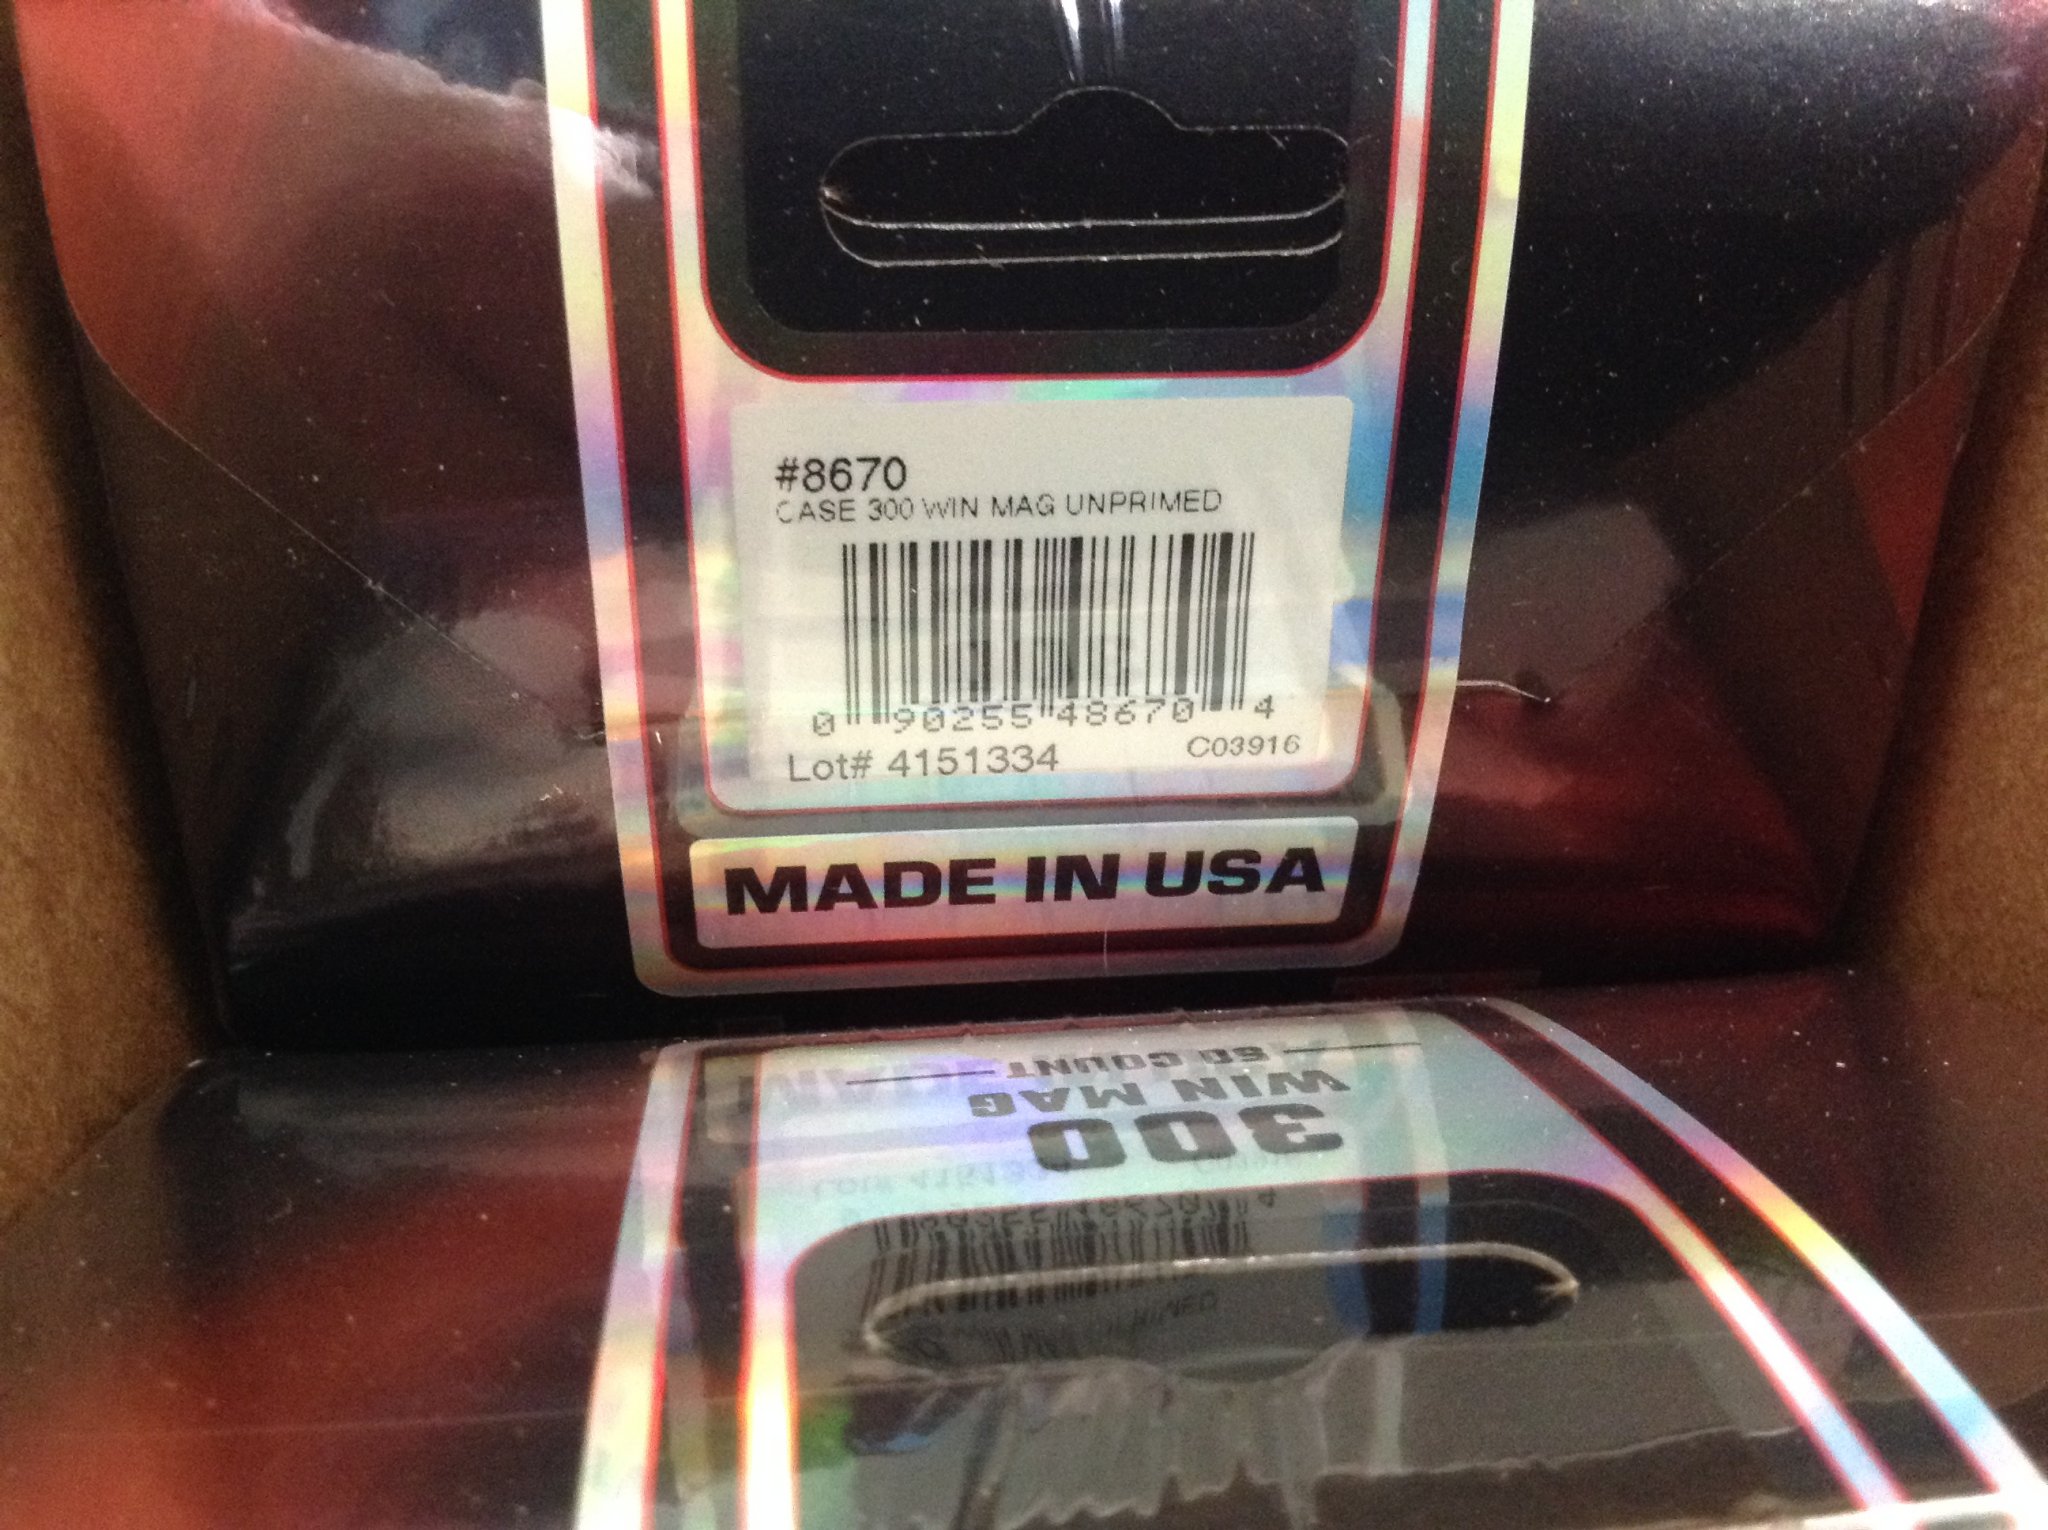 #8670
CASE 300 WIN MAG UNPRIMED
0 90255 48670 4
Lot# 4151334 C03916
MADE IN USA
300
WIN MAG
50 COUNT